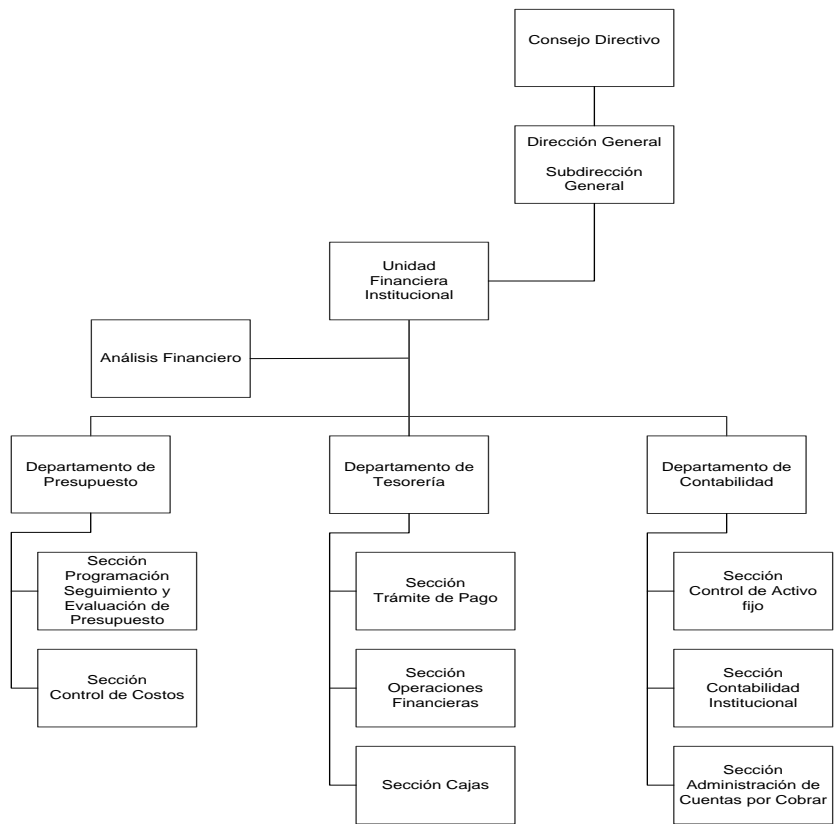 Consejo Directivo
Dirección General
Subdirección
General
Unidad
Financiera
Institucional
Análisis Financiero
Departamento de
Presupuesto
Departamento de
Tesorería
Departamento de
Contabilidad
Sección
Programación
Seguimiento y
Evaluación de
Presupuesto
Sección
Trámite de Pago
Sección
Control de Activo
fijo
Sección
Control de Costos
Sección
Operaciones
Financieras
Sección
Contabilidad
Institucional
Sección Cajas
Sección
Administración de
Cuentas por Cobrar